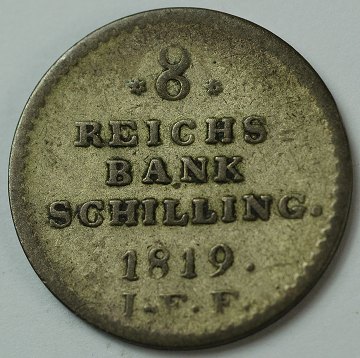 *8*
REICHS
BANK
SCHILLING.
1819.
I.F.F.